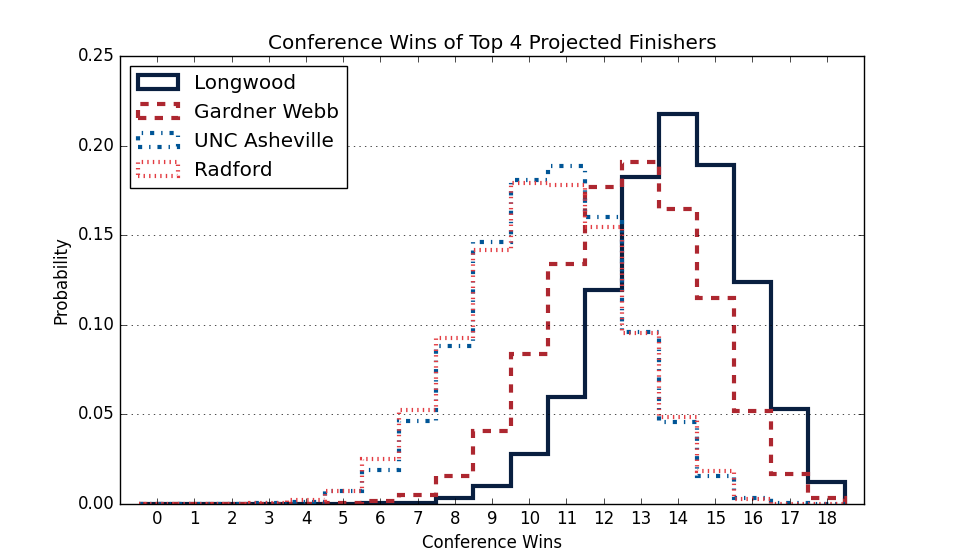 Conference Wins of Top 4 Projected Finishers
0.25
0.20
0.15
0.10
0.05
0.00
Probability
Longwood
Gardner Webb
UNC Asheville
Radford
0 1 2 3 4 5 6 7 8 9 10 11 12 13 14 15 16 17 18
Conference Wins